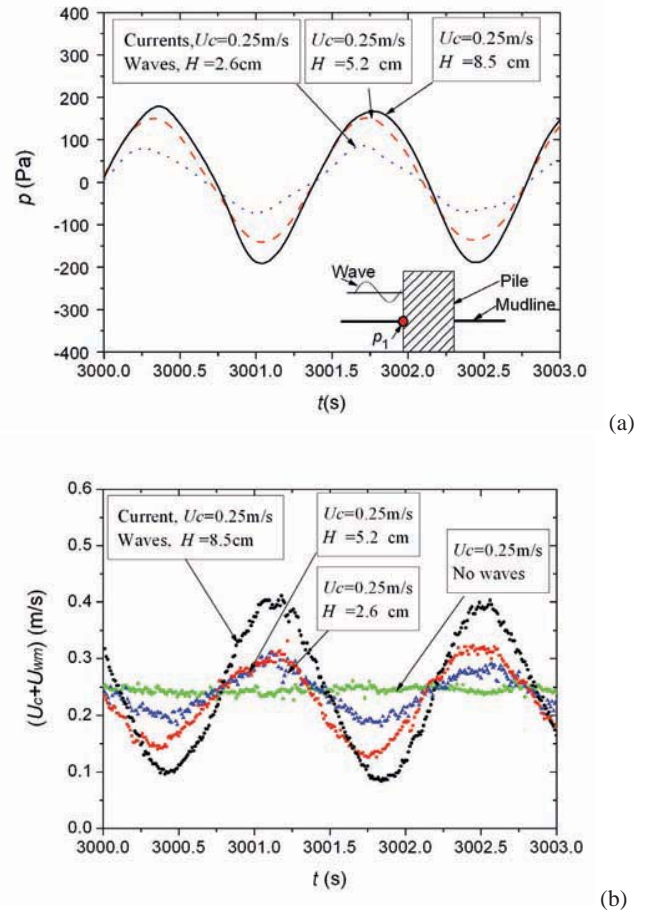 400
300
200
100
0
-100
-200
-300
-400
p (Pa)
Currents,Uc=0.25m/s
Waves, H =2.6cm
Uc=0.25m/s
H =5.2 cm
Uc=0.25m/s
H =8.5 cm
Wave
Pile
Mudline
p1
3000.0 3000.5 3001.0 3001.5 3002.0 3002.5 3003.0
t(s)
(a)
0.6
0.5
0.4
0.3
0.2
0.1
0.0
(Uc+Uwm) (m/s)
Current, Uc=0.25m/s
Waves, H =8.5cm
Uc=0.25m/s
H =5.2 cm
Uc=0.25m/s
H =2.6 cm
Uc=0.25m/s
No waves
3000.0 3000.5 3001.0 3001.5 3002.0 3002.5 3003.0
t (s)
(b)